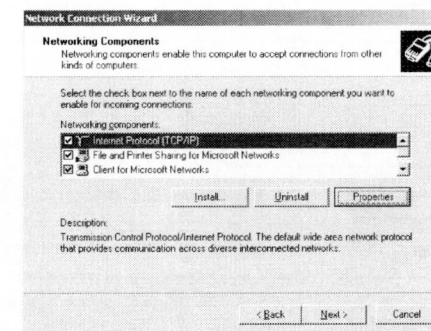 Network Connection Wizard
Networking Components
Networking components enable this computer to accept connections from other
kinds of computers.
Select the check box next to the name of each networking component you want to
enable for incoming connections.
Networking components:
Internet Protocol (TCP/IP)
File and Printer Sharing for Microsoft Networks
Client for Microsoft Networks
Install...
Uninstall
Properties
Description:
Transmission Control Protocol/Internet Protocol. The default wide area network protocol
that provides communication across diverse interconnected networks.
< Back
Next >
Cancel